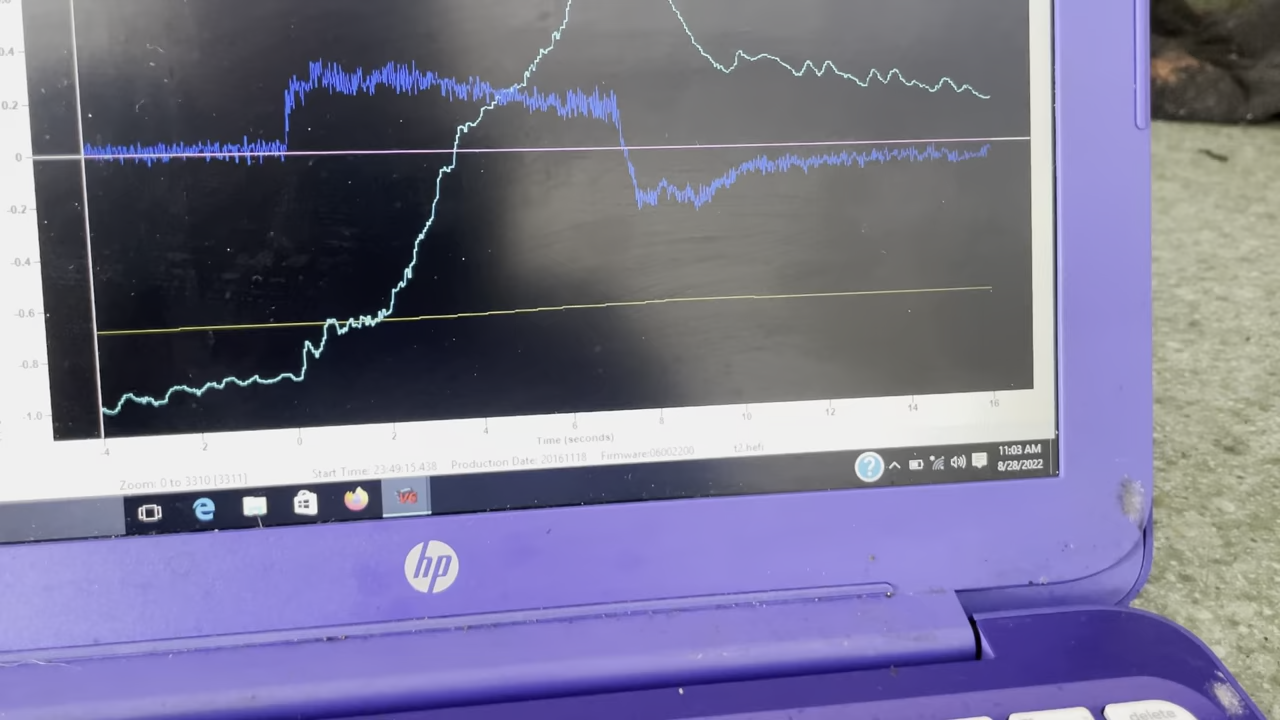 0.4
0.2
0
-0.2
-0.4
-0.6
-0.8
-1.0
-4 -2 0 2 4 6 8 10 12 14 16
Time (seconds)
Zoom: 0 to 3310 [3311] Start Time: 23:49:15.438 Production Date: 20161118 Firmware:06002200 t2.hefi
11:03 AM
8/28/2022
hp
delete